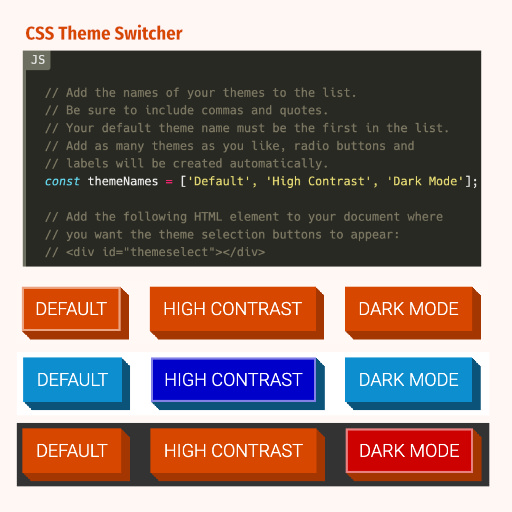 CSS Theme Switcher
JS
// Add the names of your themes to the list.
// Be sure to include commas and quotes.
// Your default theme name must be the first in the list.
// Add as many themes as you like, radio buttons and
// labels will be created automatically.
const themeNames = ['Default', 'High Contrast', 'Dark Mode'];
// Add the following HTML element to your document where
// you want the theme selection buttons to appear:
// <div id="themeselect"></div>
DEFAULT HIGH CONTRAST DARK MODE
DEFAULT HIGH CONTRAST DARK MODE
DEFAULT HIGH CONTRAST DARK MODE